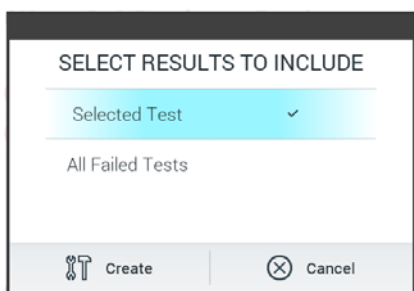 SELECT RESULTS TO INCLUDE
Selected Test
All Failed Tests
Create Cancel